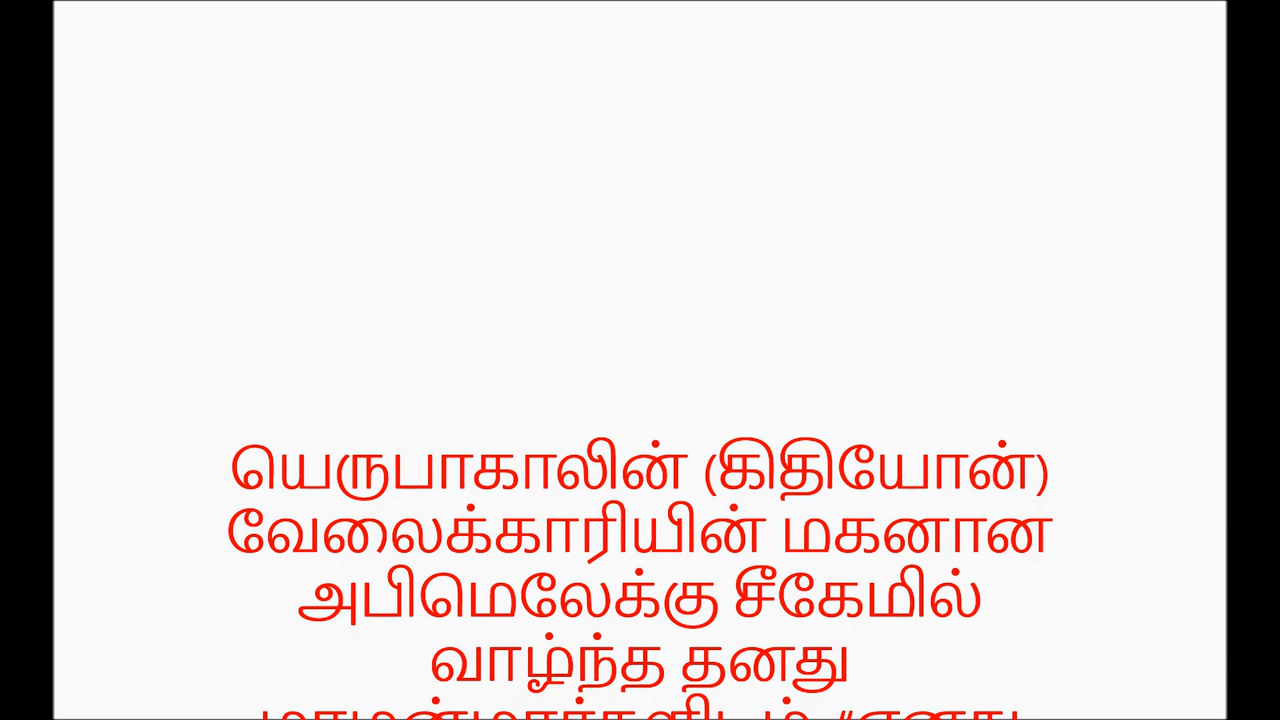 யெருபாகாலின் (கிதியோன்)
வேலைக்காரியின் மகனான
அபிமெலேக்கு சீகேமில்
வாழ்ந்த தனது